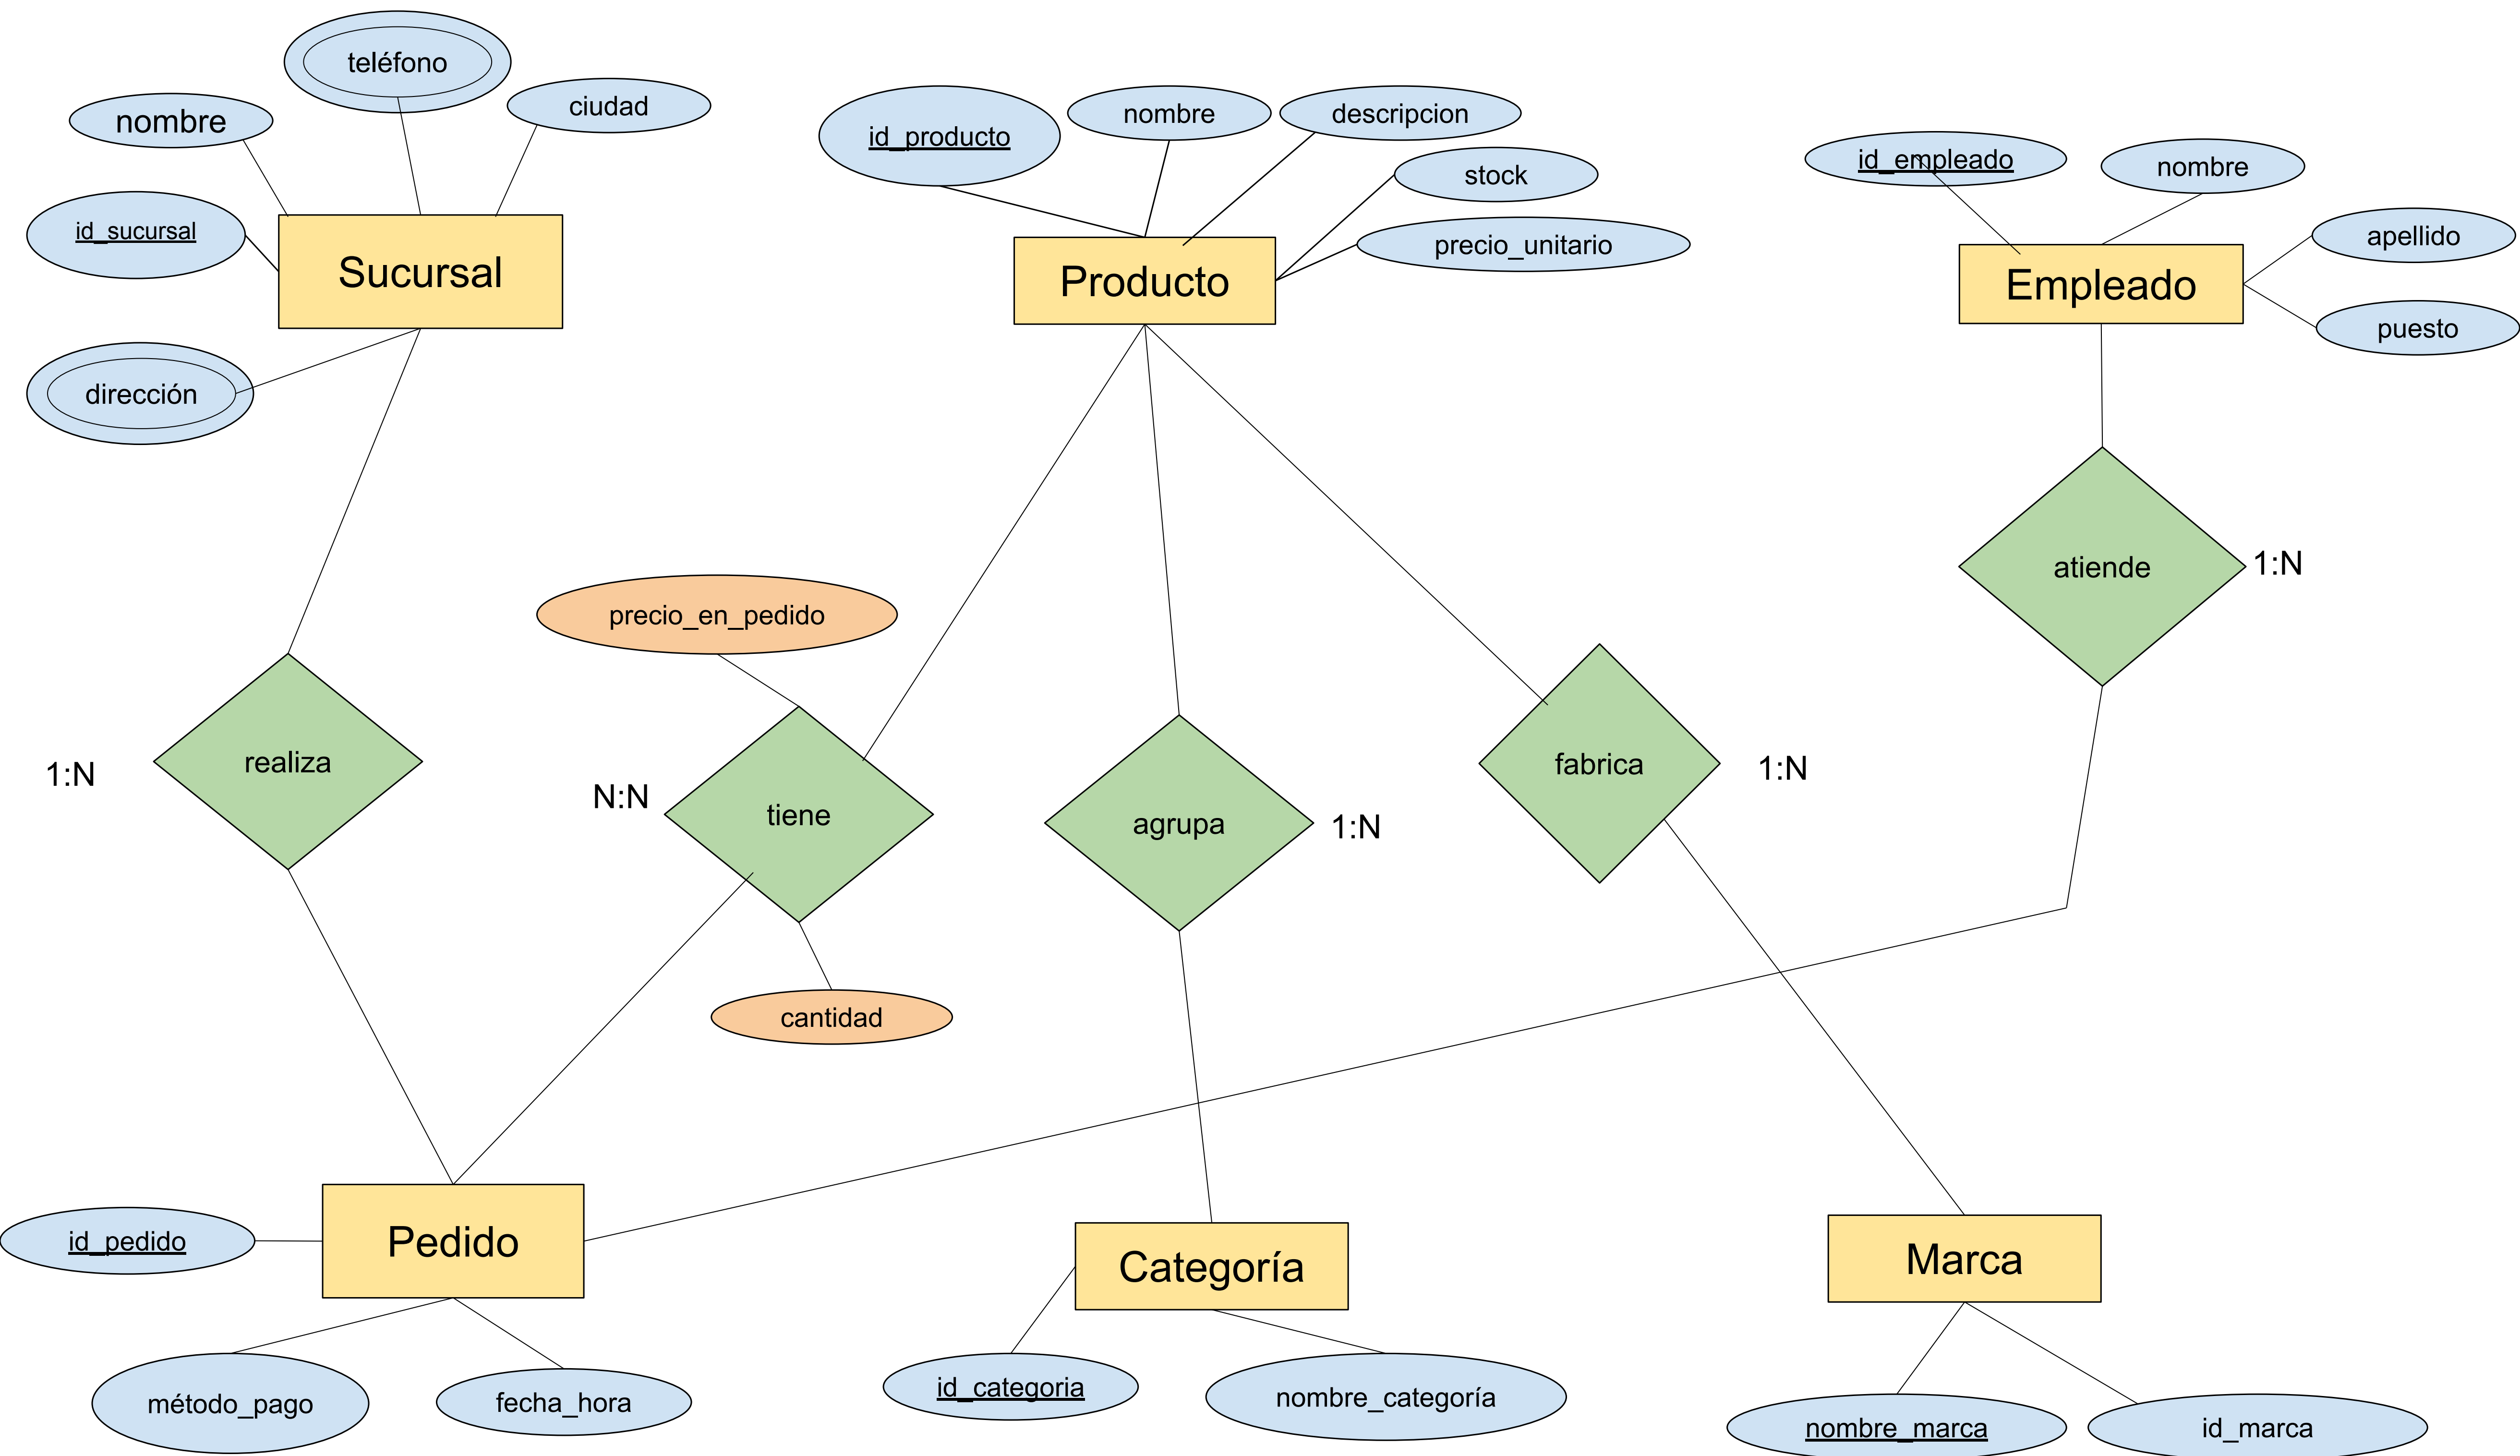 teléfono
nombre
ciudad
id_sucursal
Sucursal
dirección
id_producto
nombre
descripcion
stock
precio_unitario
Producto
id_empleado
nombre
apellido
puesto
Empleado
precio_en_pedido
1:N
realiza
N:N
tiene
cantidad
agrupa
1:N
fabrica
1:N
atiende
1:N
id_pedido
Pedido
método_pago
fecha_hora
Categoría
id_categoria
nombre_categoría
Marca
nombre_marca
id_marca